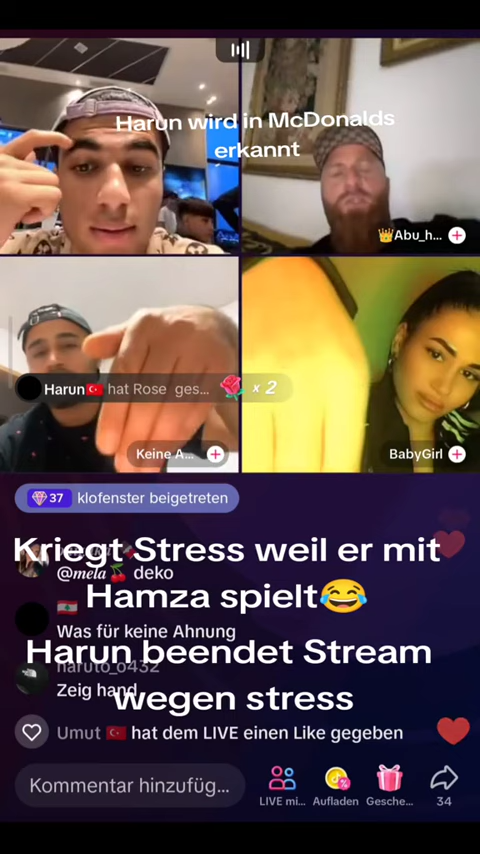 Harun wird in McDonalds
erkannt
👑Abu_h...
Harun🇹🇷 hat Rose ges... 🌹 x 2
Keine A...
BabyGirl
37 klofenster beigetreten
Kriegt Stress weil er mit
@mela🍒 deko
Hamza spielt😂
🇱🇧
Was für keine Ahnung
Harun beendet Stream
naruto_o432
Zeig hand
wegen stress
Umut 🇹🇷 hat dem LIVE einen Like gegeben
Kommentar hinzufüg...
LIVE mi...
Aufladen
Gesche...
34